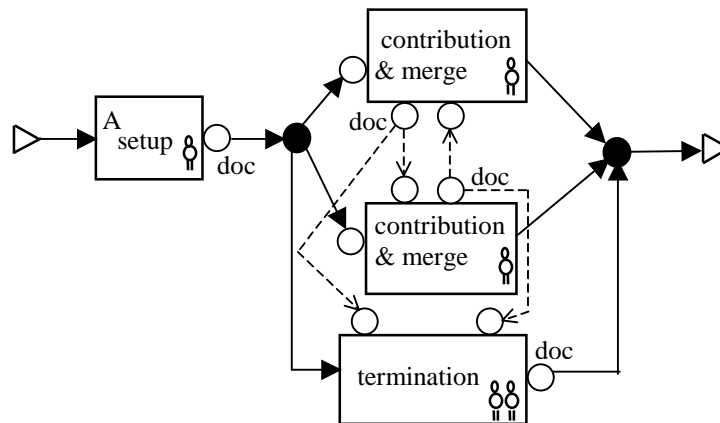 A
setup
doc
contribution
& merge
doc
doc
contribution
& merge
termination
doc